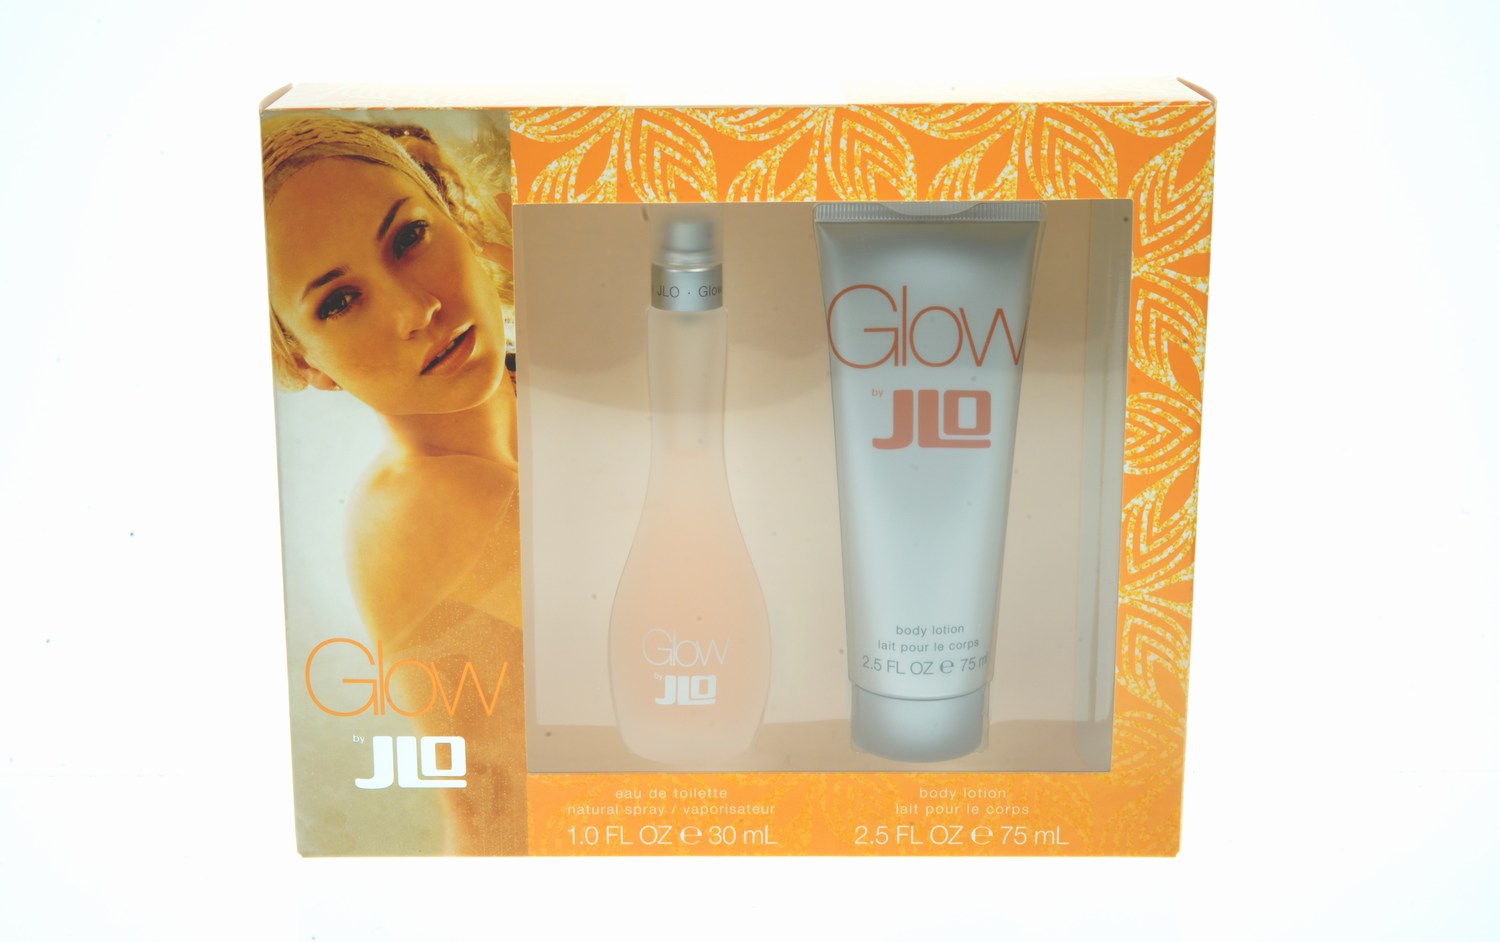 JLO · Glow
Glow
by JLO
body lotion
lait pour le corps
2.5 FL OZ e 75 m
Glow
by JLO
Glow
by JLO
eau de toilette
natural spray / vaporisateur
1.0 FL OZ e 30 mL
body lotion
lait pour le corps
2.5 FL OZ e 75 mL